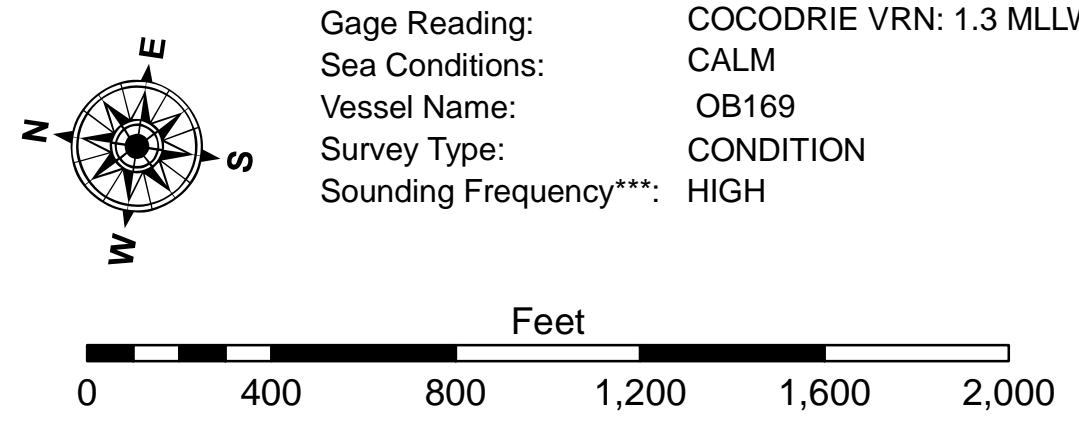 Gage Reading: COCODRIE VRN: 1.3
Sea Conditions: CALM
Vessel Name: OB169
Survey Type: CONDITION
Sounding Frequency***: HIGH
E
N
S
W
Feet
0 400 800 1,200 1,600 2,000